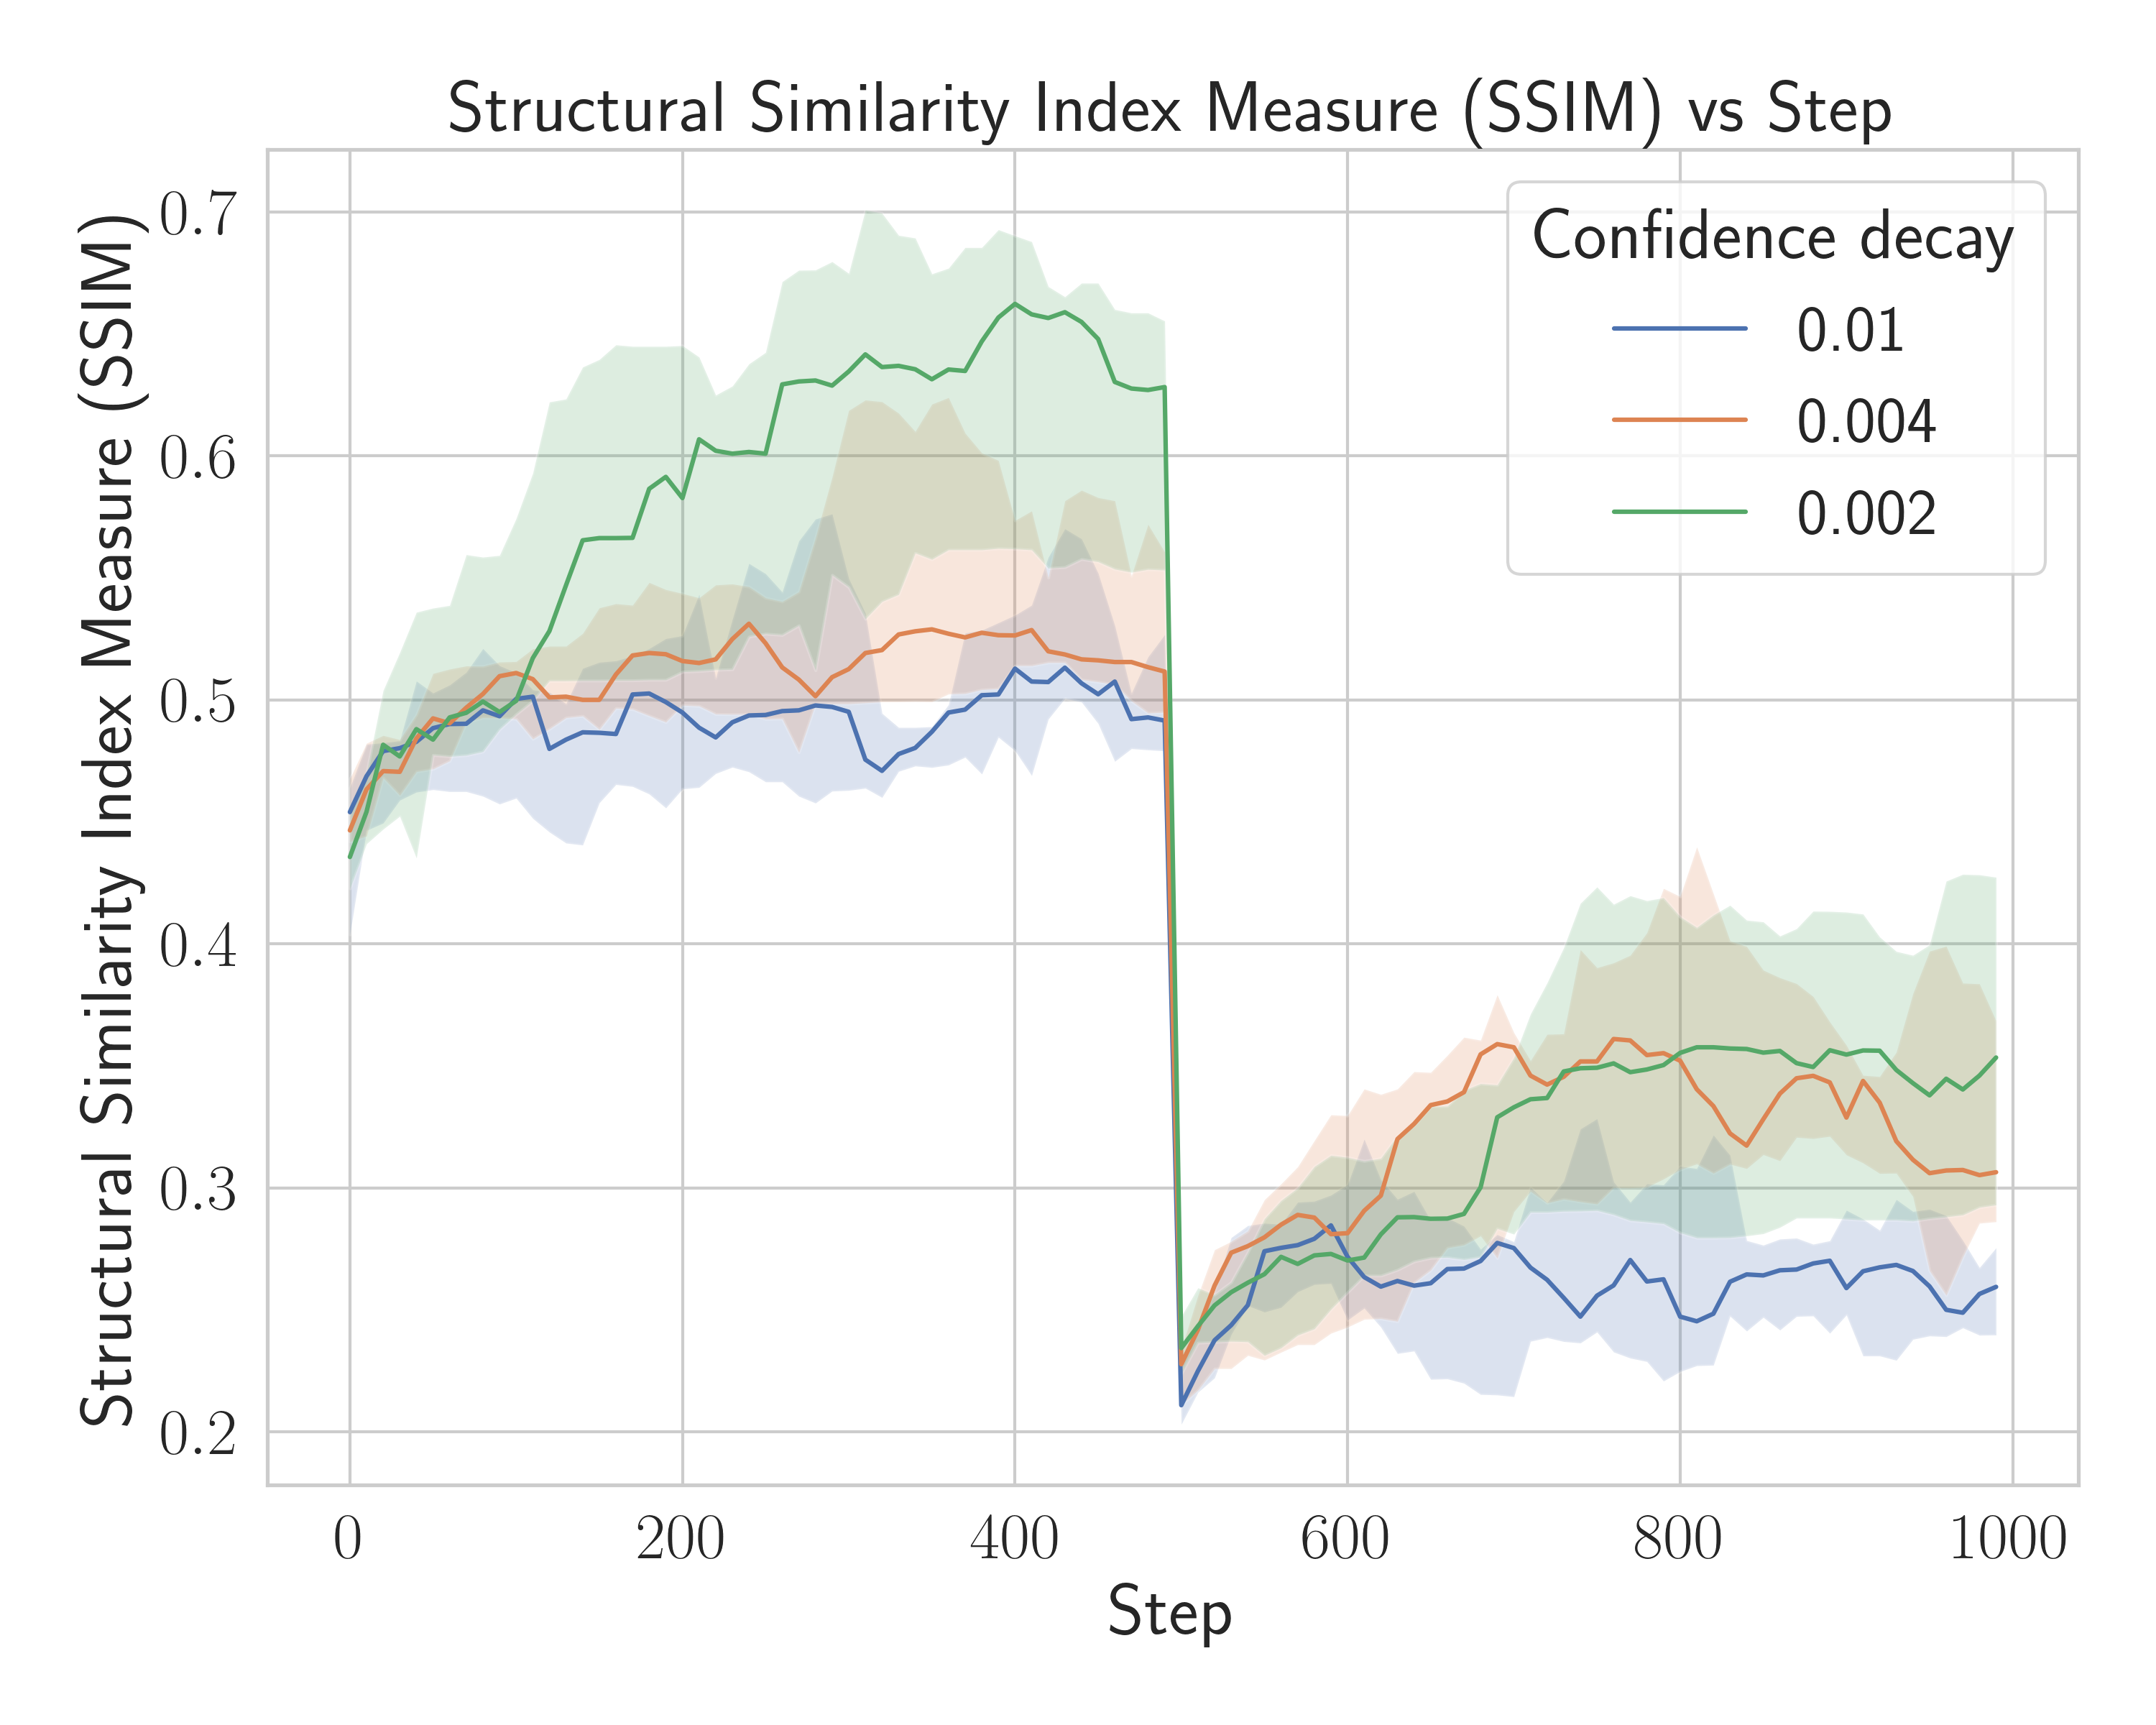 Structural Similarity Index Measure (SSIM) vs Step
Structural Similarity Index Measure (SSIM)
0.7
0.6
0.5
0.4
0.3
0.2
Confidence decay
0.01
0.004
0.002
0 200 400 600 800 1000
Step